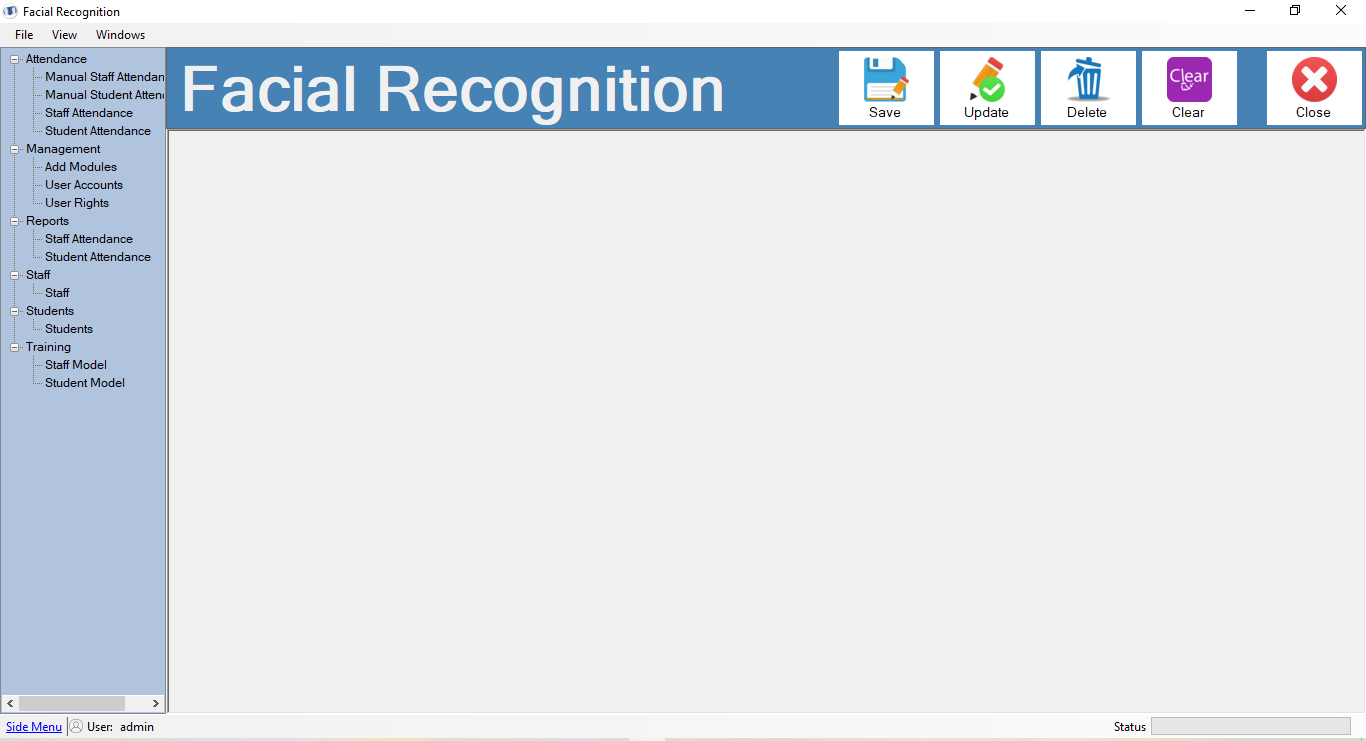 Facial Recognition
File View Windows
Attendance
Manual Staff Attendan
Manual Student Atten
Staff Attendance
Student Attendance
Management
Add Modules
User Accounts
User Rights
Reports
Staff Attendance
Student Attendance
Staff
Staff
Students
Students
Training
Staff Model
Student Model
Facial Recognition
Clear
Save Update Delete Clear Close
Side Menu User: admin Status